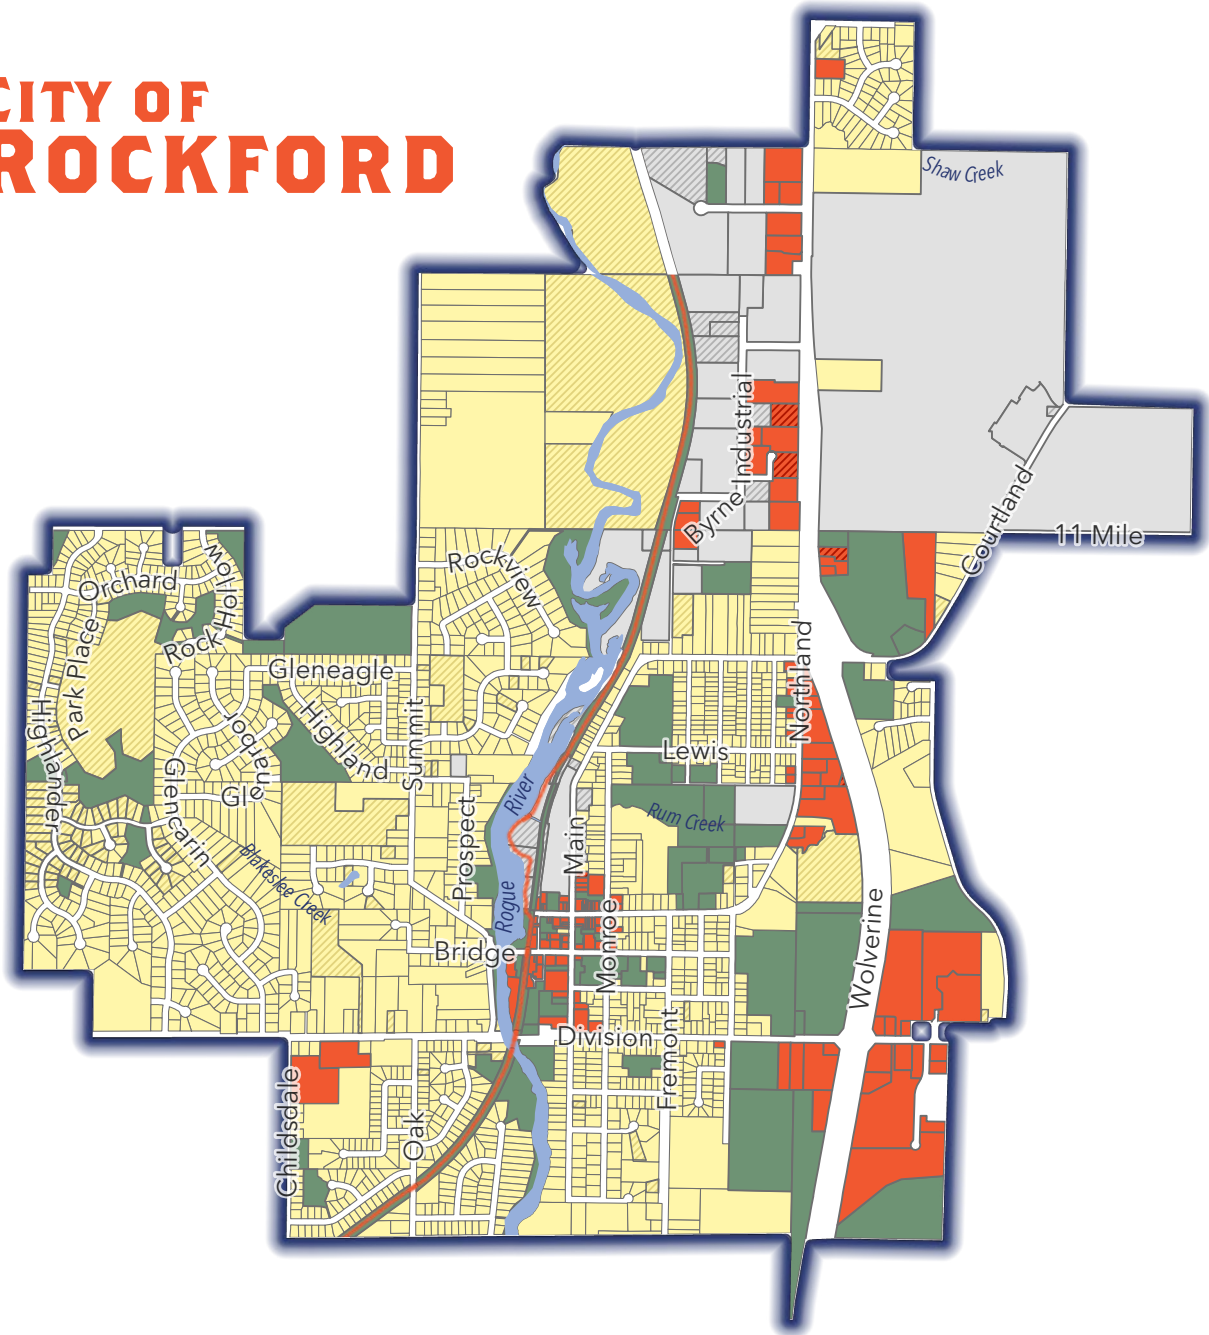 CITY OF
ROCKFORD
Shaw Creek
Byrne Industrial
Courtland
11 Mile
Rockview
Orchard
Rock Hollow
Park Place
Gleneagle
Northland
Highlander
Highland
Summit
Lewis
Glenabber
Glencarin
River
Rum Creek
Prospect
Main
Blakeslee Creek
Rogue
Monroe
Wolverine
Bridge
Division
Fremont
Childsdale
Oak